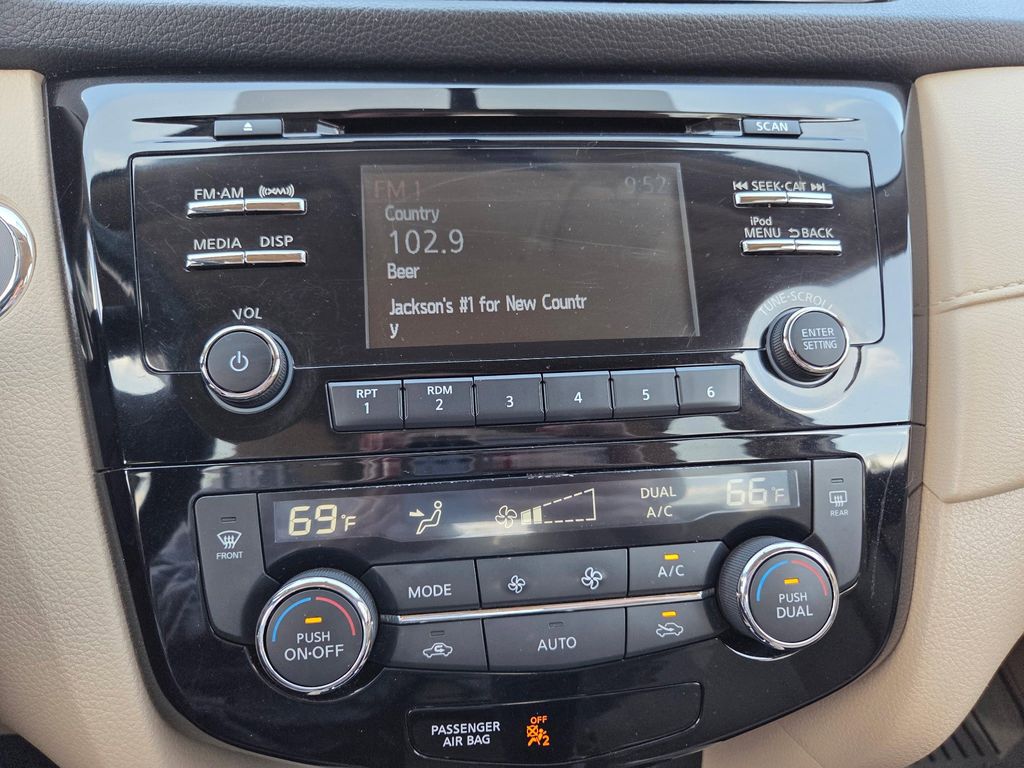 SCAN
FM·AM ((XM))
SEEK·CAT
MEDIA DISP
iPod
MENU BACK
FM 1 9:52
Country
102.9
Beer
Jackson's #1 for New Countr
y
VOL
TUNE·SCROLL
ENTER
SETTING
RPT
1
RDM
2
3
4
5
6
69°F
DUAL
A/C
66°F
FRONT
REAR
MODE
A/C
PUSH
ON·OFF
AUTO
PUSH
DUAL
PASSENGER
AIR BAG
OFF
2